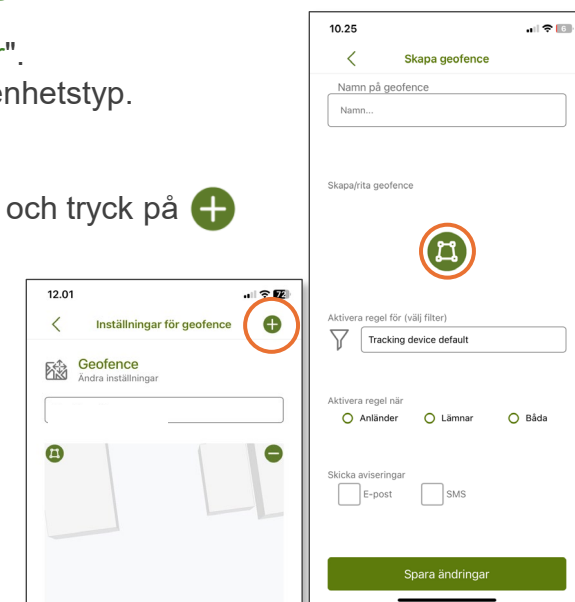 r".
enhetstyp.
och tryck på
12.01
72
Inställningar för geofence
Geofence
Ändra inställningar
10.25
6
Skapa geofence
Namn på geofence
Namn...
Skapa/rita geofence
Aktivera regel för (välj filter)
Tracking device default
Aktivera regel när
Anländer Lämnar Båda
Skicka aviseringar
E-post SMS
Spara ändringar